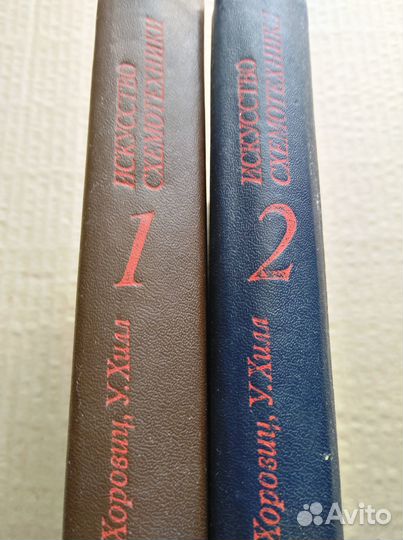 Хоровиц, У. Хилл
1
ИСКУССТВО
СХЕМОТЕХНИКИ
Хоровиц, У. Хилл
2
ИСКУССТВО
СХЕМОТЕХНИКИ
Avito